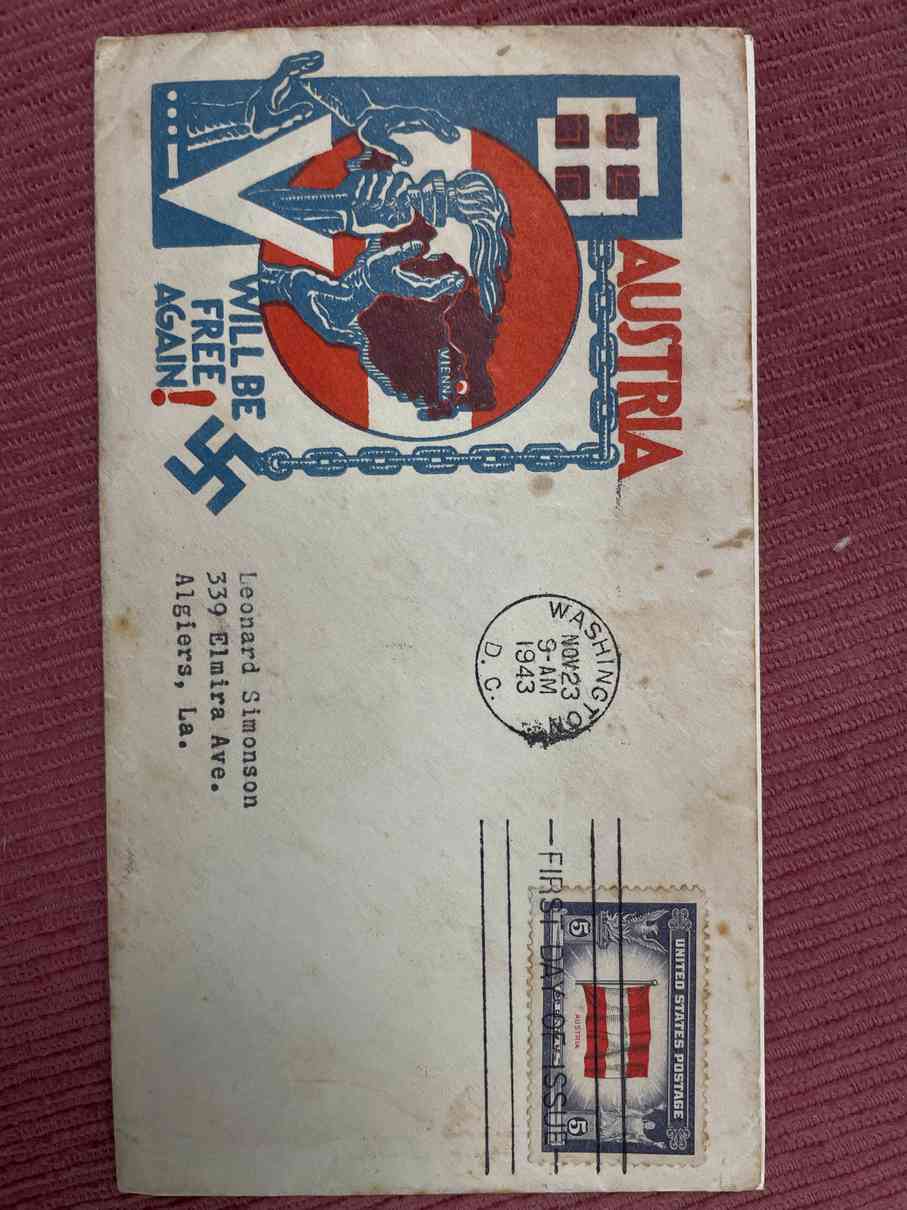 AUSTRIA
VIENNA
WILL BE
FREE!
AGAIN!
WASHINGTON
NOV 23
9-AM
1943
D.C.
UNITED STATES POSTAGE
AUSTRIA
5¢ 5¢
FIRST DAY OF ISSUE
Leonard Simonson
339 Elmira Ave.
Algiers, La.